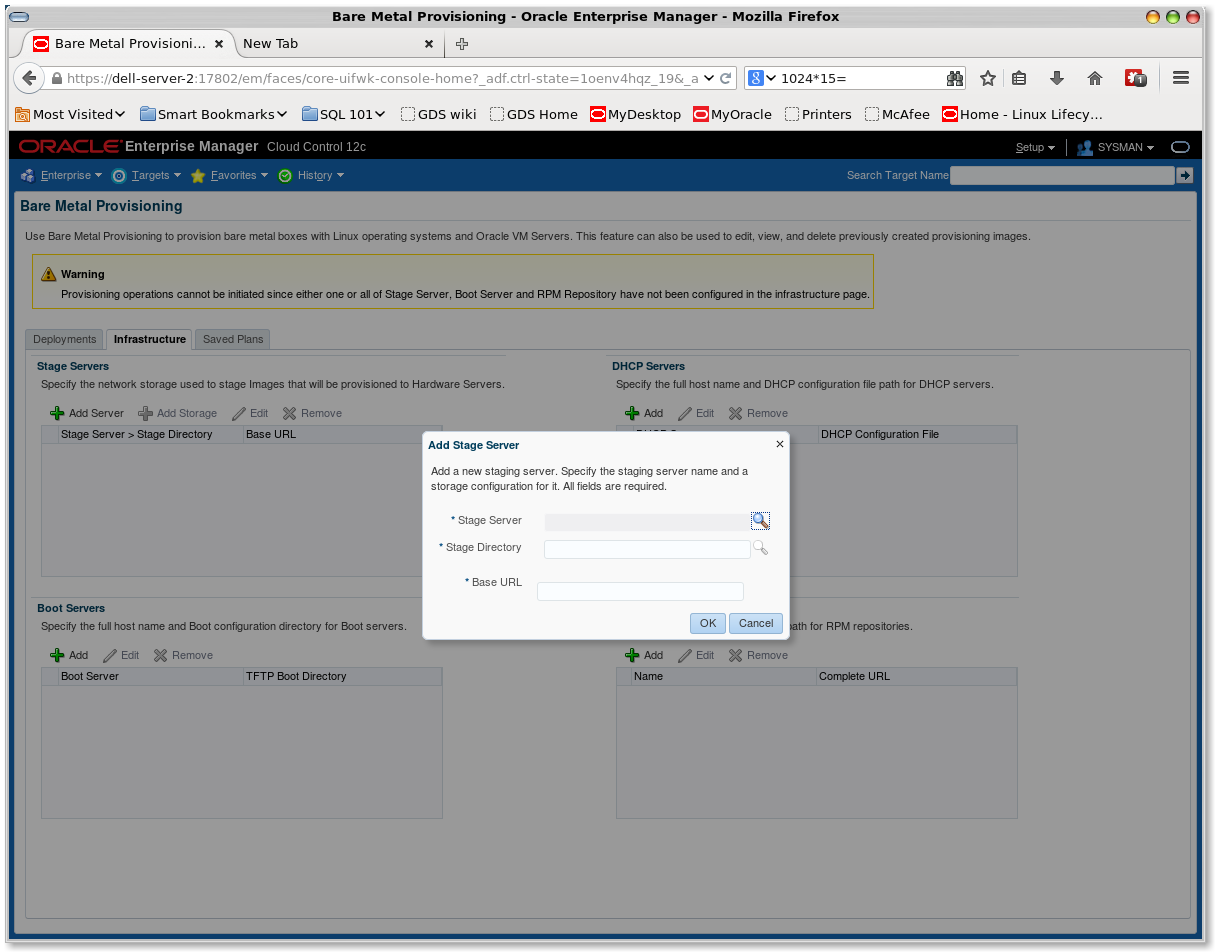 Bare Metal Provisioning - Oracle Enterprise Manager - Mozilla Firefox
Bare Metal Provisioni... New Tab
https://dell-server-2:17802/em/faces/core-uifwk-console-home?_adf.ctrl-state=1oenv4hqz_19&_a 8 1024*15= 1
Most Visited Smart Bookmarks SQL 101 GDS wiki GDS Home MyDesktop MyOracle Printers McAfee Home - Linux Lifecy...
ORACLE Enterprise Manager Cloud Control 12c Setup SYSMAN
Enterprise Targets Favorites History Search Target Name
Bare Metal Provisioning
Use Bare Metal Provisioning to provision bare metal boxes with Linux operating systems and Oracle VM Servers. This feature can also be used to edit, view, and delete previously created provisioning images.
Warning
Provisioning operations cannot be initiated since either one or all of Stage Server, Boot Server and RPM Repository have not been configured in the infrastructure page.
Deployments Infrastructure Saved Plans
Stage Servers
Specify the network storage used to stage Images that will be provisioned to Hardware Servers.
Add Server Add Storage Edit Remove
Stage Server > Stage Directory Base URL
DHCP Servers
Specify the full host name and DHCP configuration file path for DHCP servers.
Add Edit Remove
DHCP Configuration File
Add Stage Server
Add a new staging server. Specify the staging server name and a
storage configuration for it. All fields are required.
* Stage Server
* Stage Directory
* Base URL
OK Cancel
Boot Servers
Specify the full host name and Boot configuration directory for Boot servers.
Add Edit Remove
Boot Server TFTP Boot Directory
for RPM repositories.
Add Edit Remove
Name Complete URL